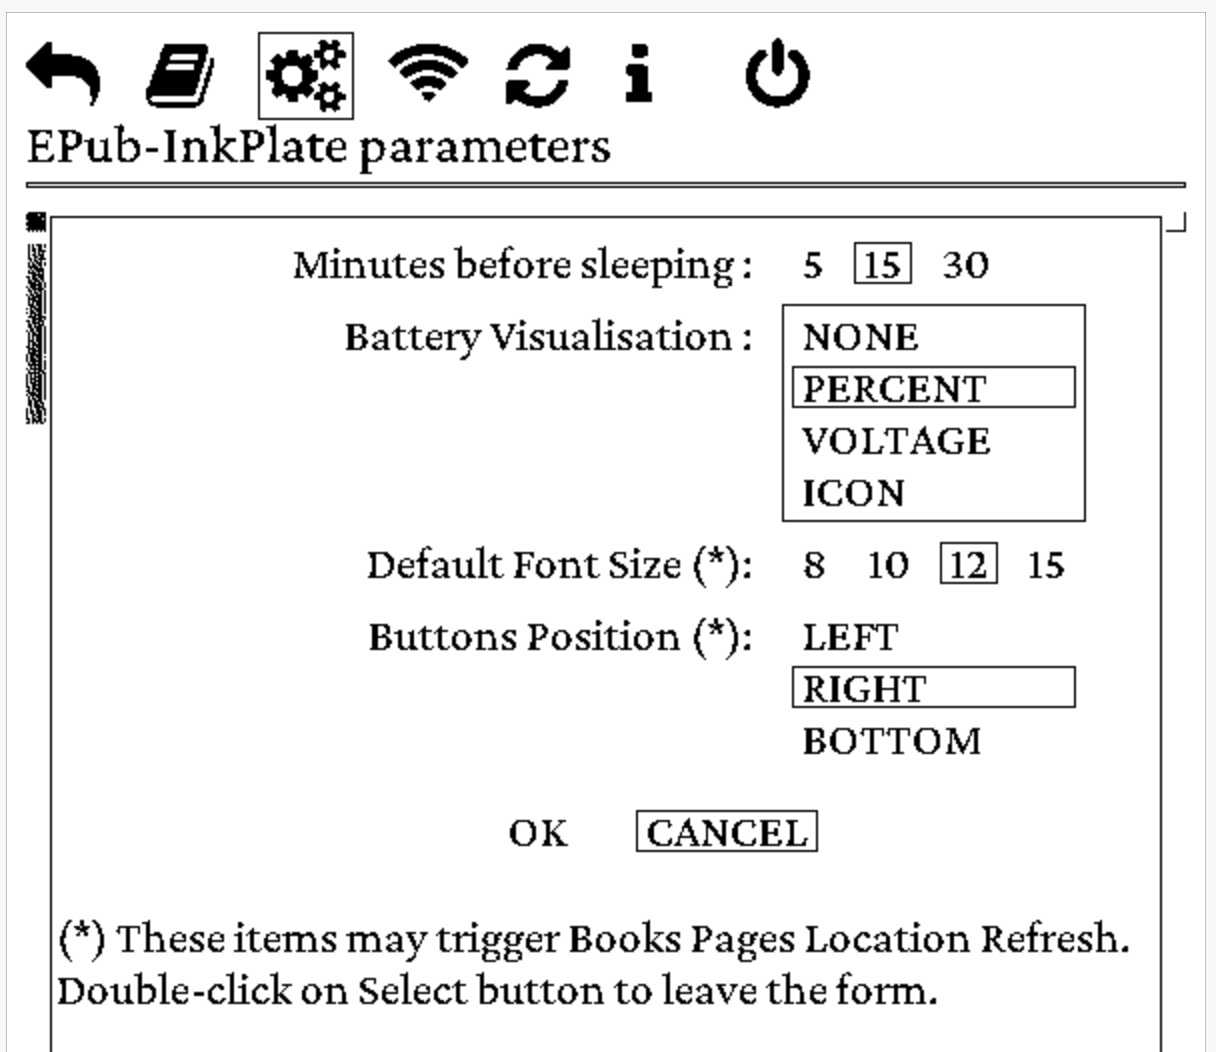 EPub-InkPlate parameters
Minutes before sleeping : 5 15 30
Battery Visualisation : NONE
PERCENT
VOLTAGE
ICON
Default Font Size (*): 8 10 12 15
Buttons Position (*): LEFT
RIGHT
BOTTOM
OK CANCEL
(*) These items may trigger Books Pages Location Refresh.
Double-click on Select button to leave the form.